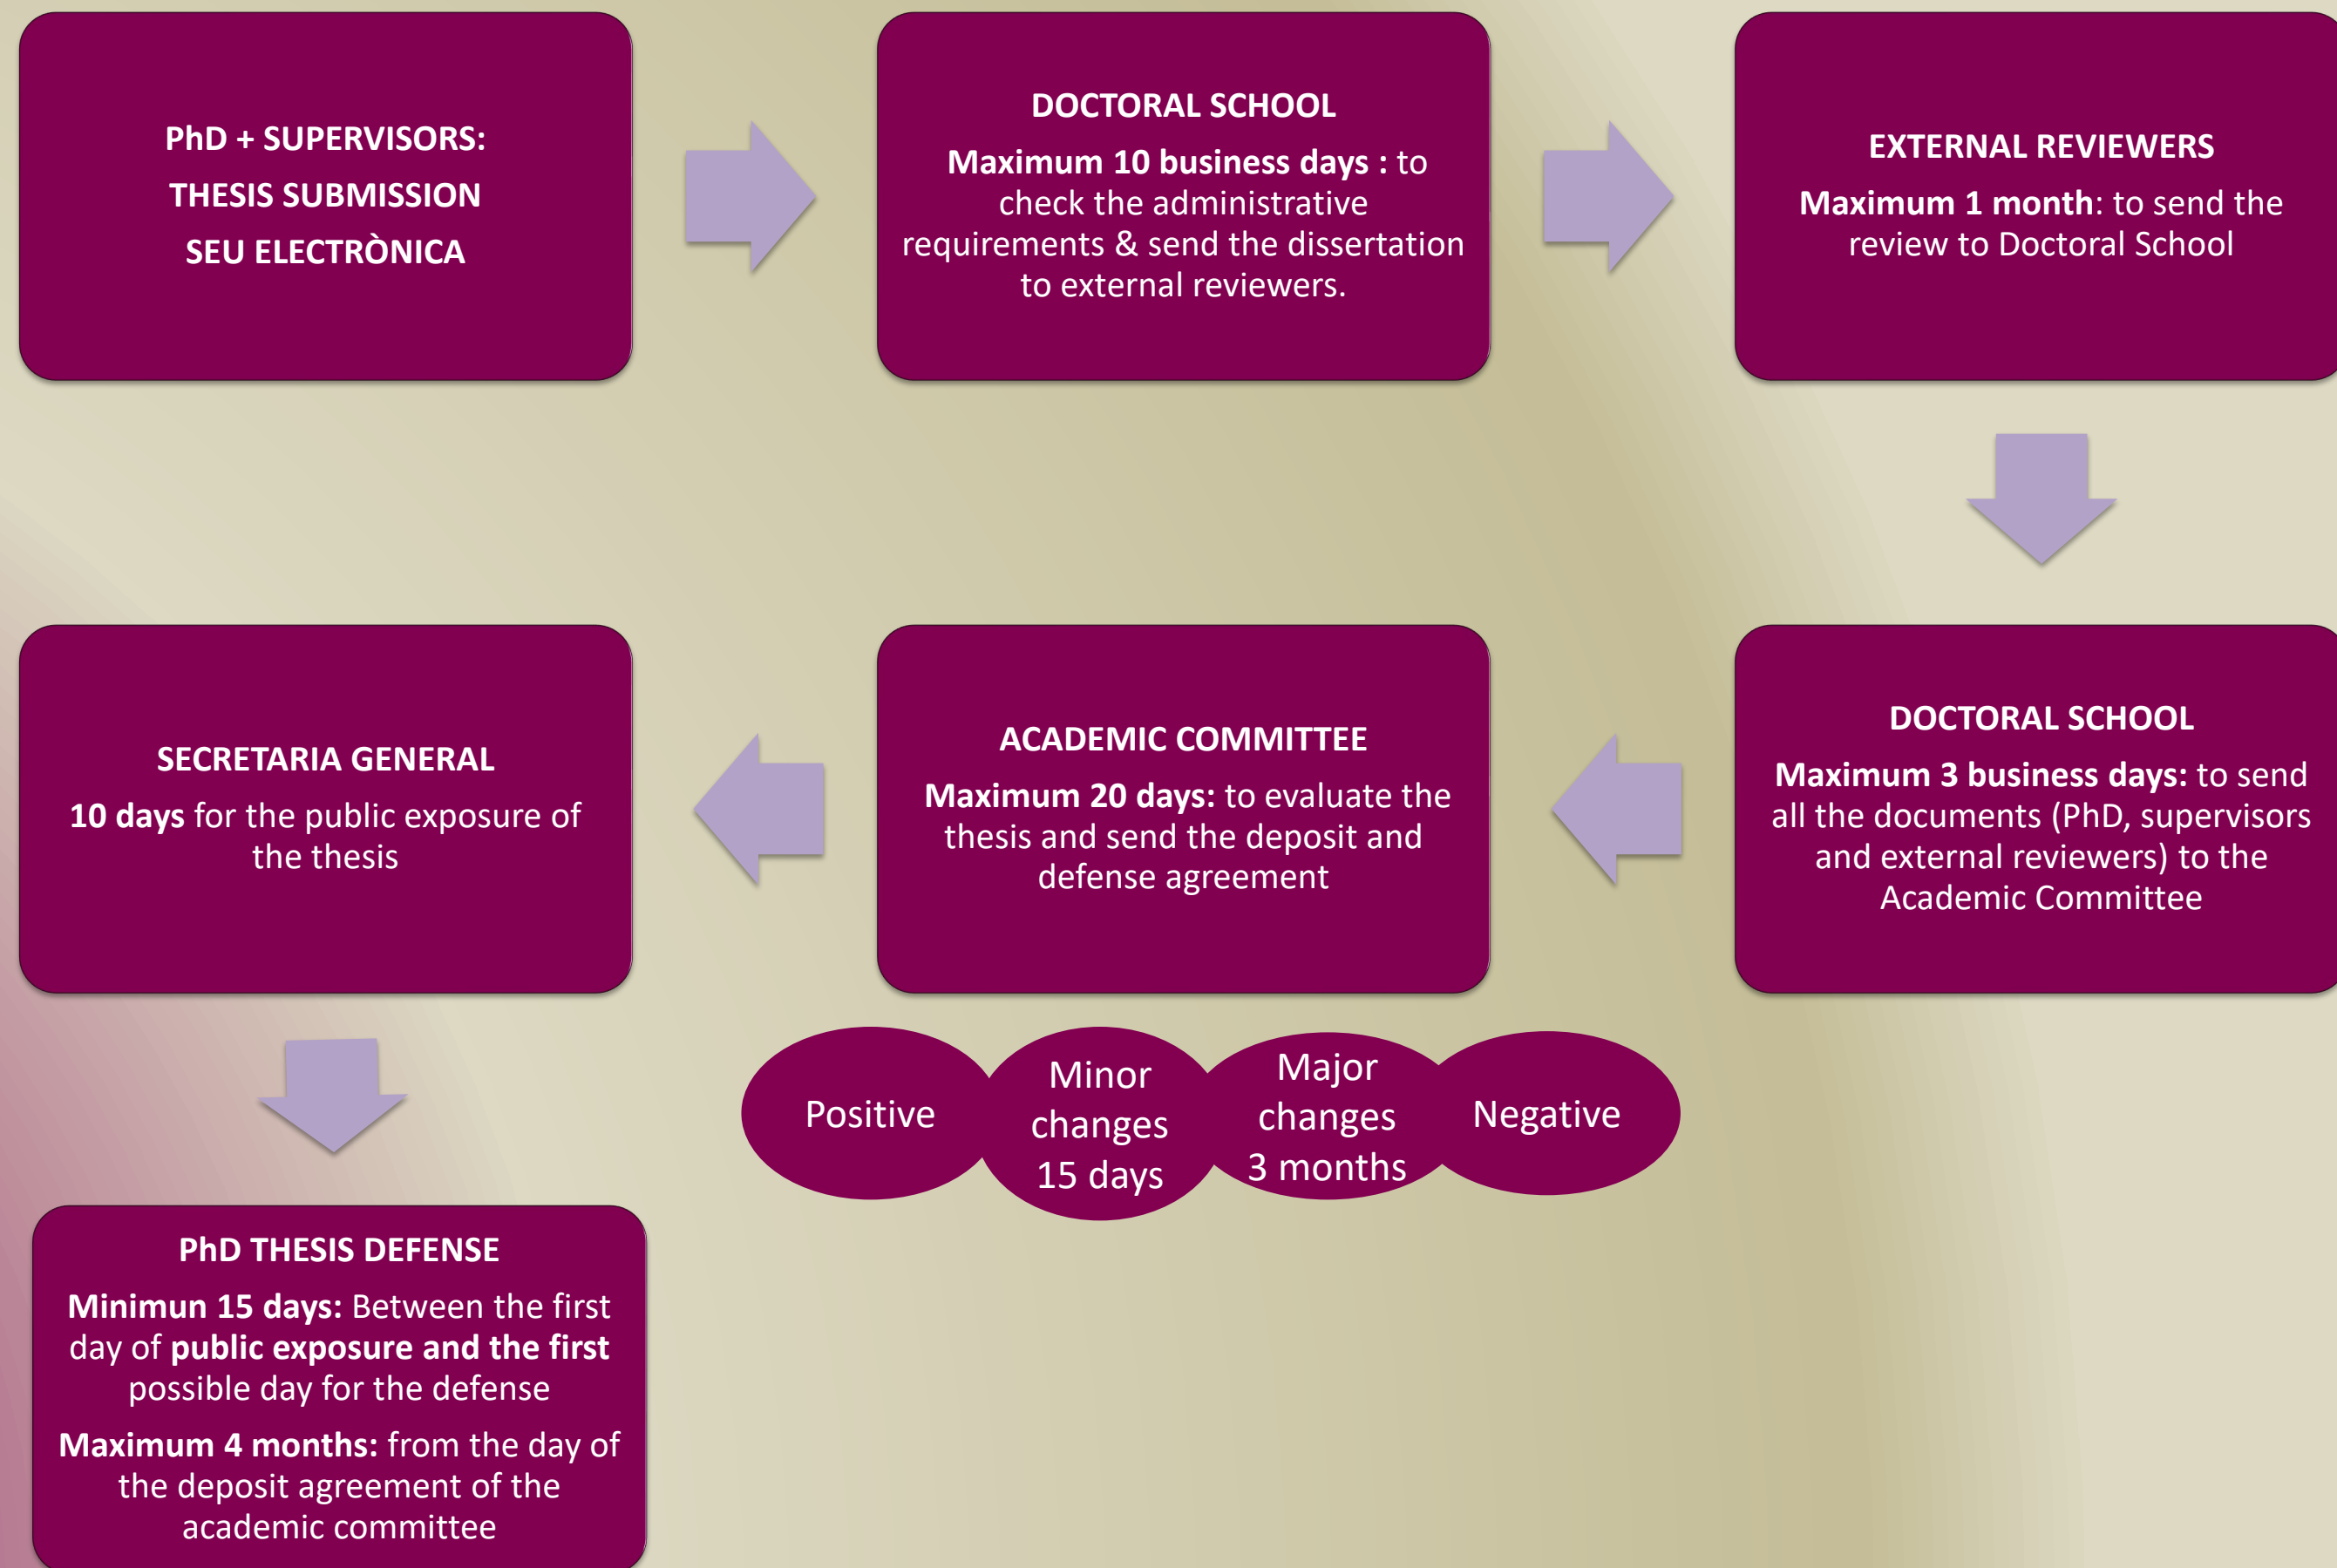 PhD + SUPERVISORS:
THESIS SUBMISSION
SEU ELECTRÒNICA
DOCTORAL SCHOOL
Maximum 10 business days : to
check the administrative
requirements & send the dissertation
to external reviewers.
EXTERNAL REVIEWERS
Maximum 1 month: to send the
review to Doctoral School
DOCTORAL SCHOOL
Maximum 3 business days: to send
all the documents (PhD, supervisors
and external reviewers) to the
Academic Committee
ACADEMIC COMMITTEE
Maximum 20 days: to evaluate the
thesis and send the deposit and
defense agreement
Positive
Minor
changes
15 days
Major
changes
3 months
Negative
SECRETARIA GENERAL
10 days for the public exposure of
the thesis
PhD THESIS DEFENSE
Minimun 15 days: Between the first
day of public exposure and the first
possible day for the defense
Maximum 4 months: from the day of
the deposit agreement of the
academic committee